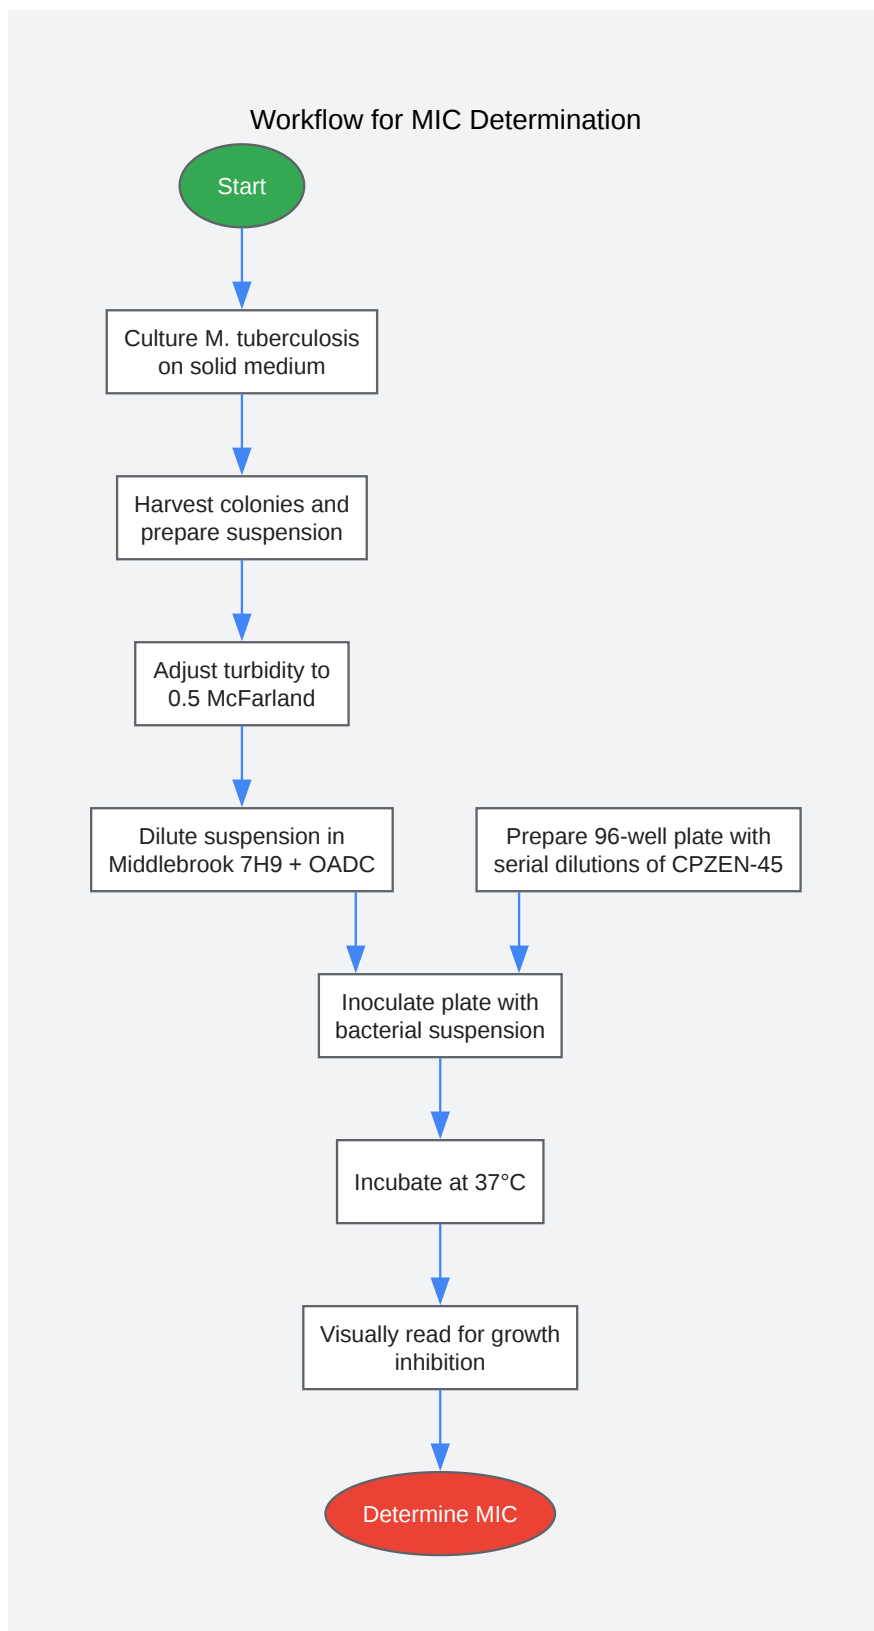 Workflow for MIC Determination
Start
Culture M. tuberculosis
on solid medium
Harvest colonies and
prepare suspension
Adjust turbidity to
0.5 McFarland
Dilute suspension in
Middlebrook 7H9 + OADC
Prepare 96-well plate with
serial dilutions of CPZEN-45
Inoculate plate with
bacterial suspension
Incubate at 37°C
Visually read for growth
inhibition
Determine MIC